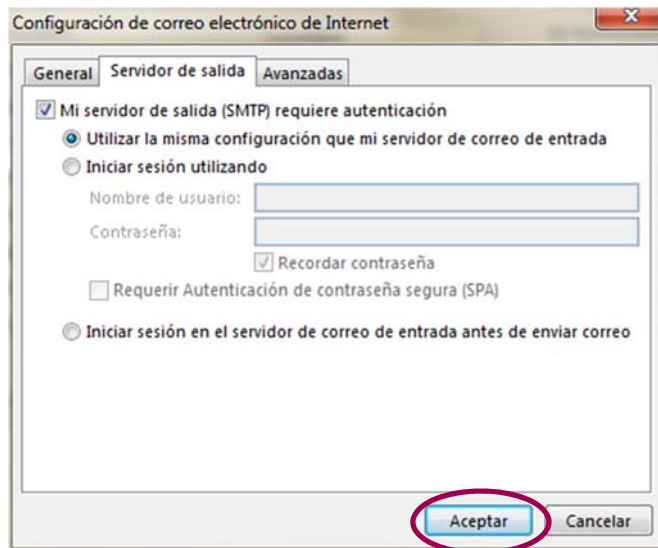 Configuración de correo electrónico de Internet
General Servidor de salida Avanzadas
Mi servidor de salida (SMTP) requiere autenticación
Utilizar la misma configuración que mi servidor de correo de entrada
Iniciar sesión utilizando
Nombre de usuario:
Contraseña:
Recordar contraseña
Requerir Autenticación de contraseña segura (SPA)
Iniciar sesión en el servidor de correo de entrada antes de enviar correo
Aceptar Cancelar